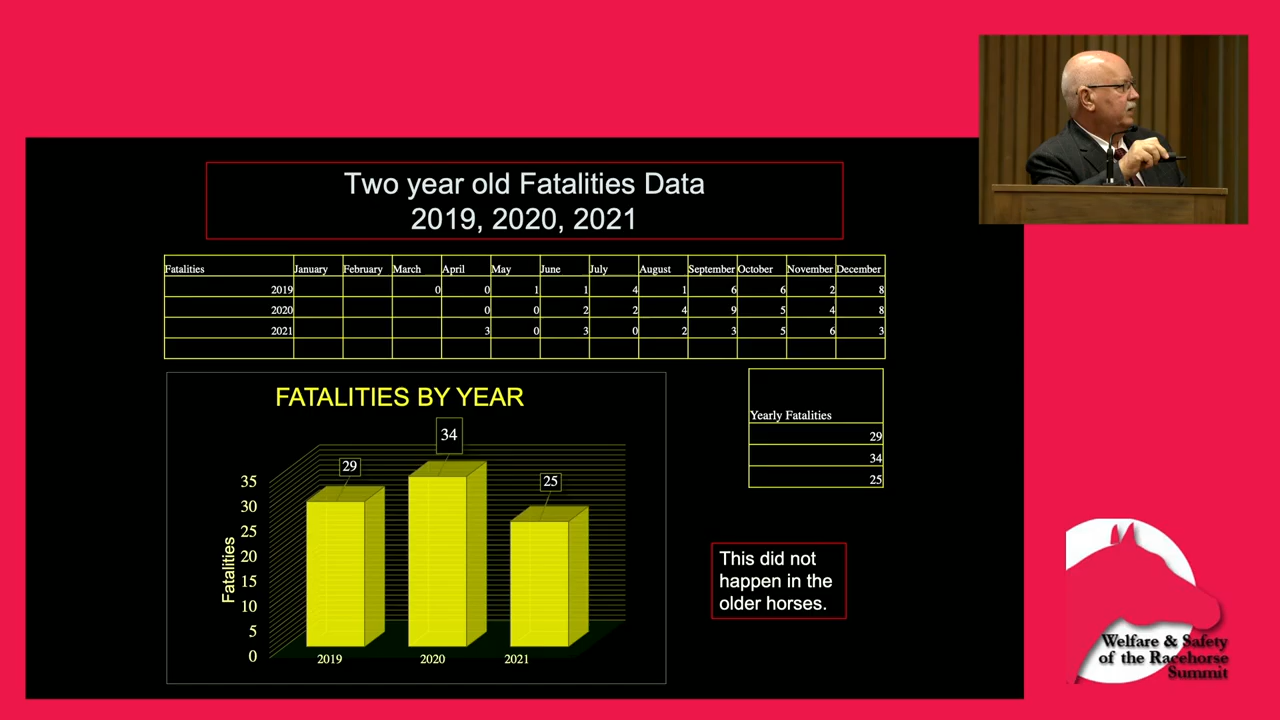 Two year old Fatalities Data
2019, 2020, 2021
Fatalities January February March April May June July August September October November December
2019 0 0 1 1 4 1 6 6 2 8
2020 0 0 2 2 4 9 5 4 8
2021 3 0 3 0 2 3 5 6 3
FATALITIES BY YEAR
34
29
25
35
30
25
20
15
10
5
0
Fatalities
2019 2020 2021
Yearly Fatalities
29
34
25
This did not
happen in the
older horses.
Welfare & Safety
of the Racehorse
Summit